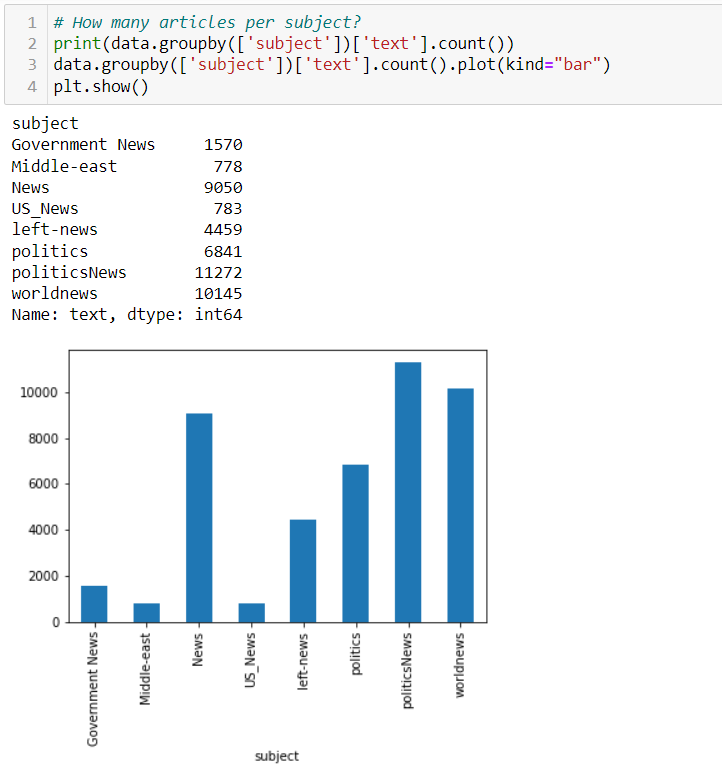 1 # How many articles per subject?
2 print(data.groupby(['subject'])['text'].count())
3 data.groupby(['subject'])['text'].count().plot(kind="bar")
4 plt.show()
subject
Government News 1570
Middle-east 778
News 9050
US_News 783
left-news 4459
politics 6841
politicsNews 11272
worldnews 10145
Name: text, dtype: int64
10000
8000
6000
4000
2000
0
Government News
Middle-east
News
US_News
left-news
politics
politicsNews
worldnews
subject